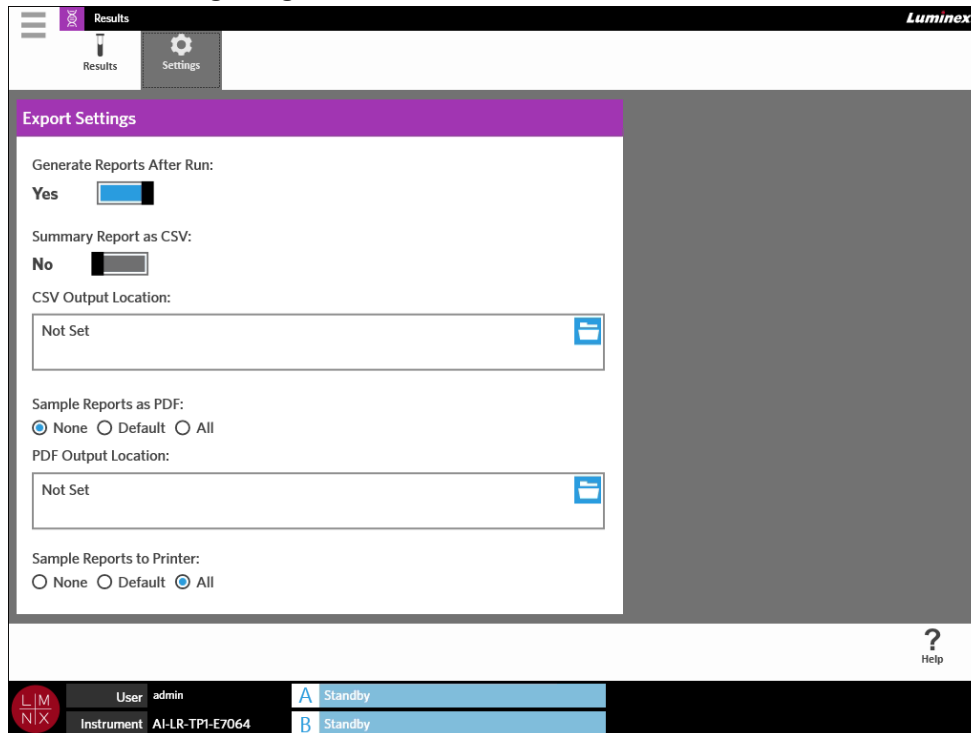 Results
Luminex
Results
Settings
Export Settings
Generate Reports After Run:
Yes
Summary Report as CSV:
No
CSV Output Location:
Not Set
Sample Reports as PDF:
None Default All
PDF Output Location:
Not Set
Sample Reports to Printer:
None Default All
?
Help
L M
N X
User admin
A Standby
Instrument AI-LR-TP1-E7064
B Standby